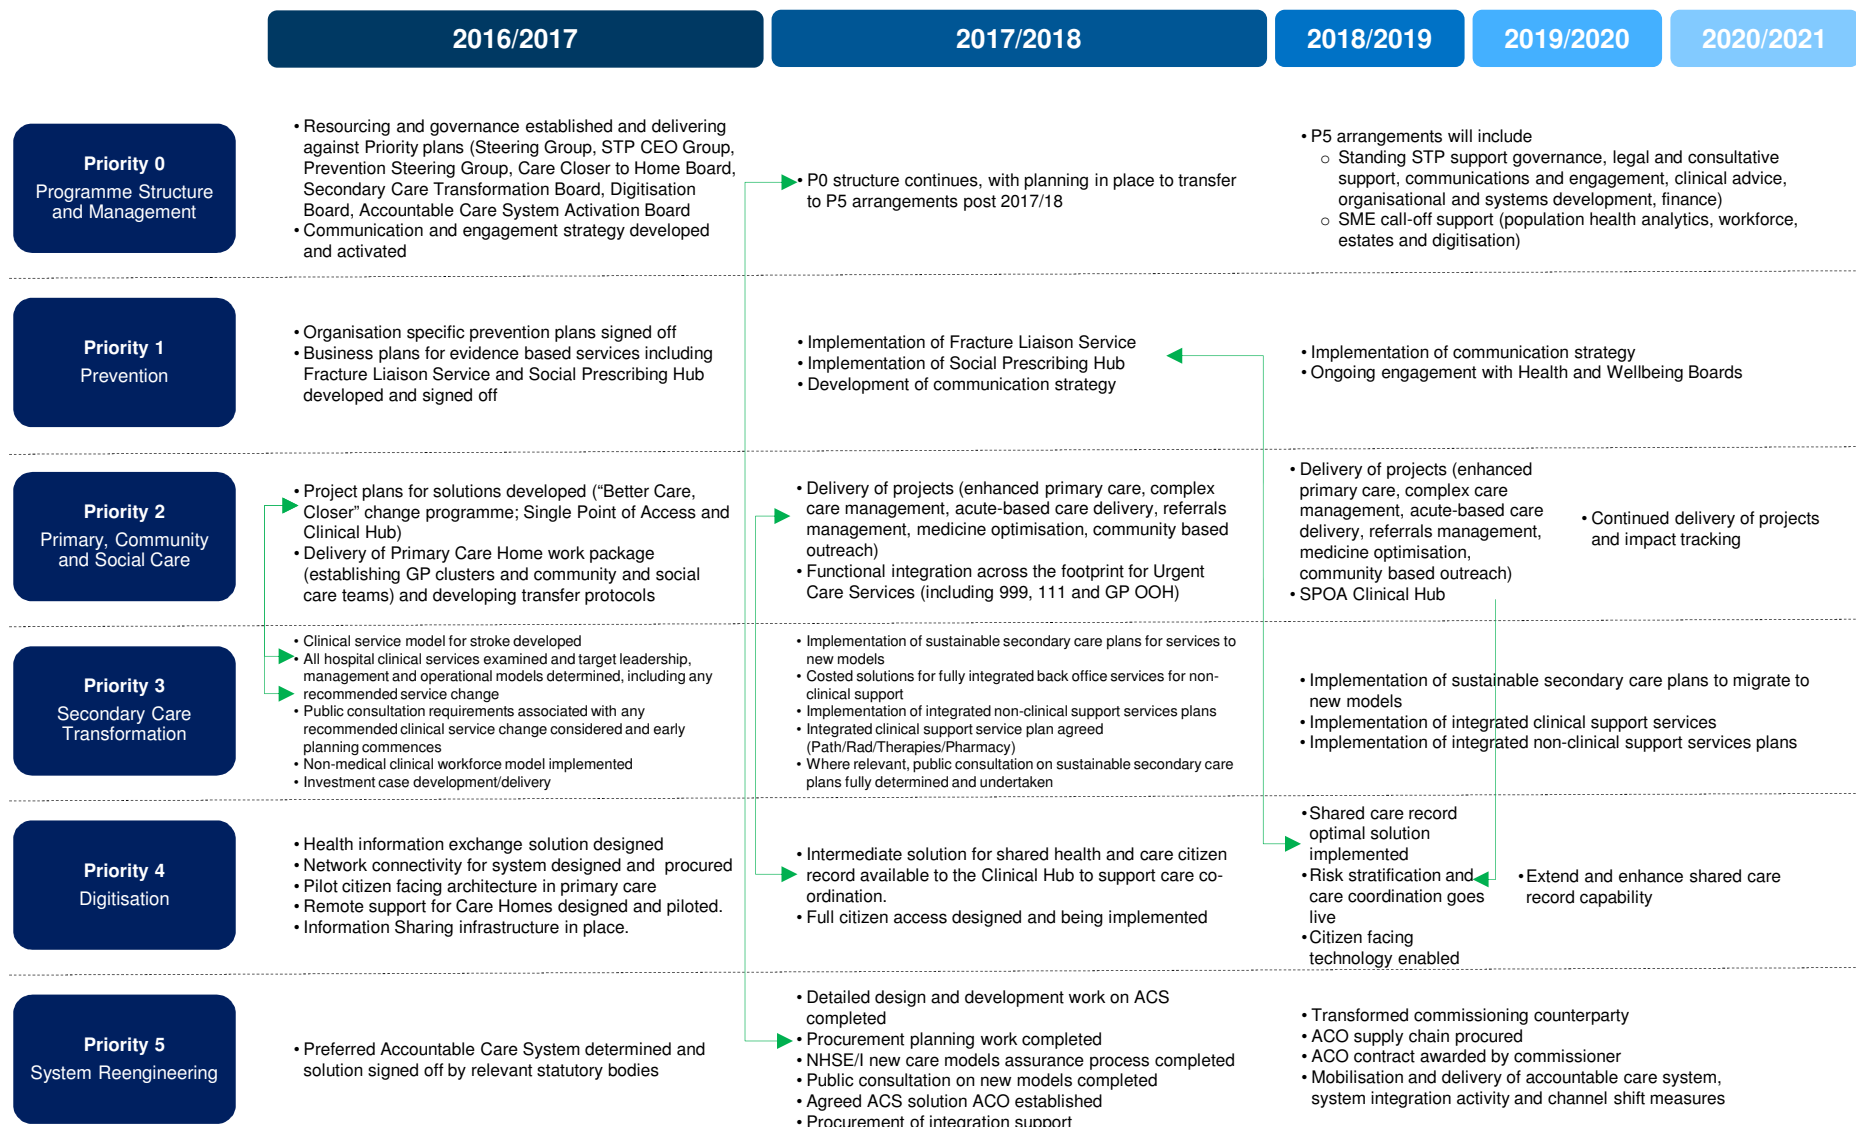 2016/2017
2017/2018
2018/2019
2019/2020
2020/2021
Priority 0
Programme Structure
and Management
• Resourcing and governance established and delivering
against Priority plans (Steering Group, STP CEO Group,
Prevention Steering Group, Care Closer to Home Board,
Secondary Care Transformation Board, Digitisation
Board, Accountable Care System Activation Board
• Communication and engagement strategy developed
and activated
• P0 structure continues, with planning in place to transfer
to P5 arrangements post 2017/18
• P5 arrangements will include
o Standing STP support governance, legal and consultative
support, communications and engagement, clinical advice,
organisational and systems development, finance)
o SME call-off support (population health analytics, workforce,
estates and digitisation)
Priority 1
Prevention
• Organisation specific prevention plans signed off
• Business plans for evidence based services including
Fracture Liaison Service and Social Prescribing Hub
developed and signed off
• Implementation of Fracture Liaison Service
• Implementation of Social Prescribing Hub
• Development of communication strategy
• Implementation of communication strategy
• Ongoing engagement with Health and Wellbeing Boards
Priority 2
Primary, Community
and Social Care
• Project plans for solutions developed (“Better Care,
Closer” change programme; Single Point of Access and
Clinical Hub)
• Delivery of Primary Care Home work package
(establishing GP clusters and community and social
care teams) and developing transfer protocols
• Delivery of projects (enhanced primary care, complex
care management, acute-based care delivery, referrals
management, medicine optimisation, community based
outreach)
• Functional integration across the footprint for Urgent
Care Services (including 999, 111 and GP OOH)
• Delivery of projects (enhanced
primary care, complex care
management, acute-based care
delivery, referrals management,
medicine optimisation,
community based outreach)
• SPOA Clinical Hub
• Continued delivery of projects
and impact tracking
Priority 3
Secondary Care
Transformation
• Clinical service model for stroke developed
• All hospital clinical services examined and target leadership,
management and operational models determined, including any
recommended service change
• Public consultation requirements associated with any
recommended clinical service change considered and early
planning commences
• Non-medical clinical workforce model implemented
• Investment case development/delivery
• Implementation of sustainable secondary care plans for services to
new models
• Costed solutions for fully integrated back office services for non-
clinical support
• Implementation of integrated non-clinical support services plans
• Integrated clinical support service plan agreed
(Path/Rad/Therapies/Pharmacy)
• Where relevant, public consultation on sustainable secondary care
plans fully determined and undertaken
• Implementation of sustainable secondary care plans to migrate to
new models
• Implementation of integrated clinical support services
• Implementation of integrated non-clinical support services plans
Priority 4
Digitisation
• Health information exchange solution designed
• Network connectivity for system designed and procured
• Pilot citizen facing architecture in primary care
• Remote support for Care Homes designed and piloted.
• Information Sharing infrastructure in place.
• Intermediate solution for shared health and care citizen
record available to the Clinical Hub to support care co-
ordination.
• Full citizen access designed and being implemented
• Shared care record
optimal solution
implemented
• Risk stratification and
care coordination goes
live
• Citizen facing
technology enabled
• Extend and enhance shared care
record capability
Priority 5
System Reengineering
• Preferred Accountable Care System determined and
solution signed off by relevant statutory bodies
• Detailed design and development work on ACS
completed
• Procurement planning work completed
• NHSE/I new care models assurance process completed
• Public consultation on new models completed
• Agreed ACS solution ACO established
• Procurement of integration support
• Transformed commissioning counterparty
• ACO supply chain procured
• ACO contract awarded by commissioner
• Mobilisation and delivery of accountable care system,
system integration activity and channel shift measures